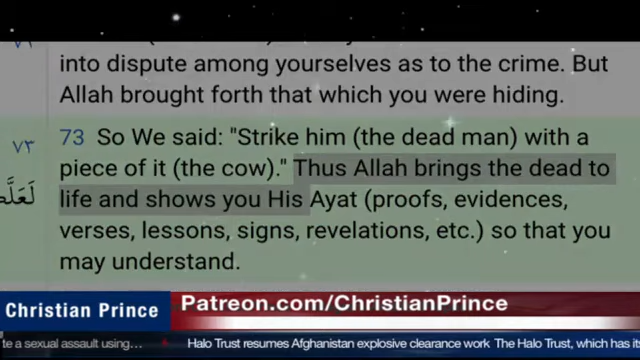 into dispute among yourselves as to the crime. But
Allah brought forth that which you were hiding.
٧٣
73 So We said: "Strike him (the dead man) with a
piece of it (the cow)." Thus Allah brings the dead to
life and shows you His Ayat (proofs, evidences,
verses, lessons, signs, revelations, etc.) so that you
may understand.
Christian Prince
Patreon.com/ChristianPrince
te a sexual assault using... Halo Trust resumes Afghanistan explosive clearance work The Halo Trust, which has